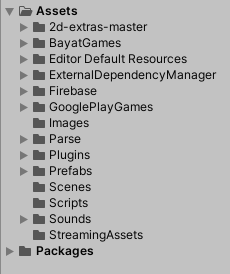 Assets
2d-extras-master
BayatGames
Editor Default Resources
ExternalDependencyManager
Firebase
GooglePlayGames
Images
Parse
Plugins
Prefabs
Scenes
Scripts
Sounds
StreamingAssets
Packages